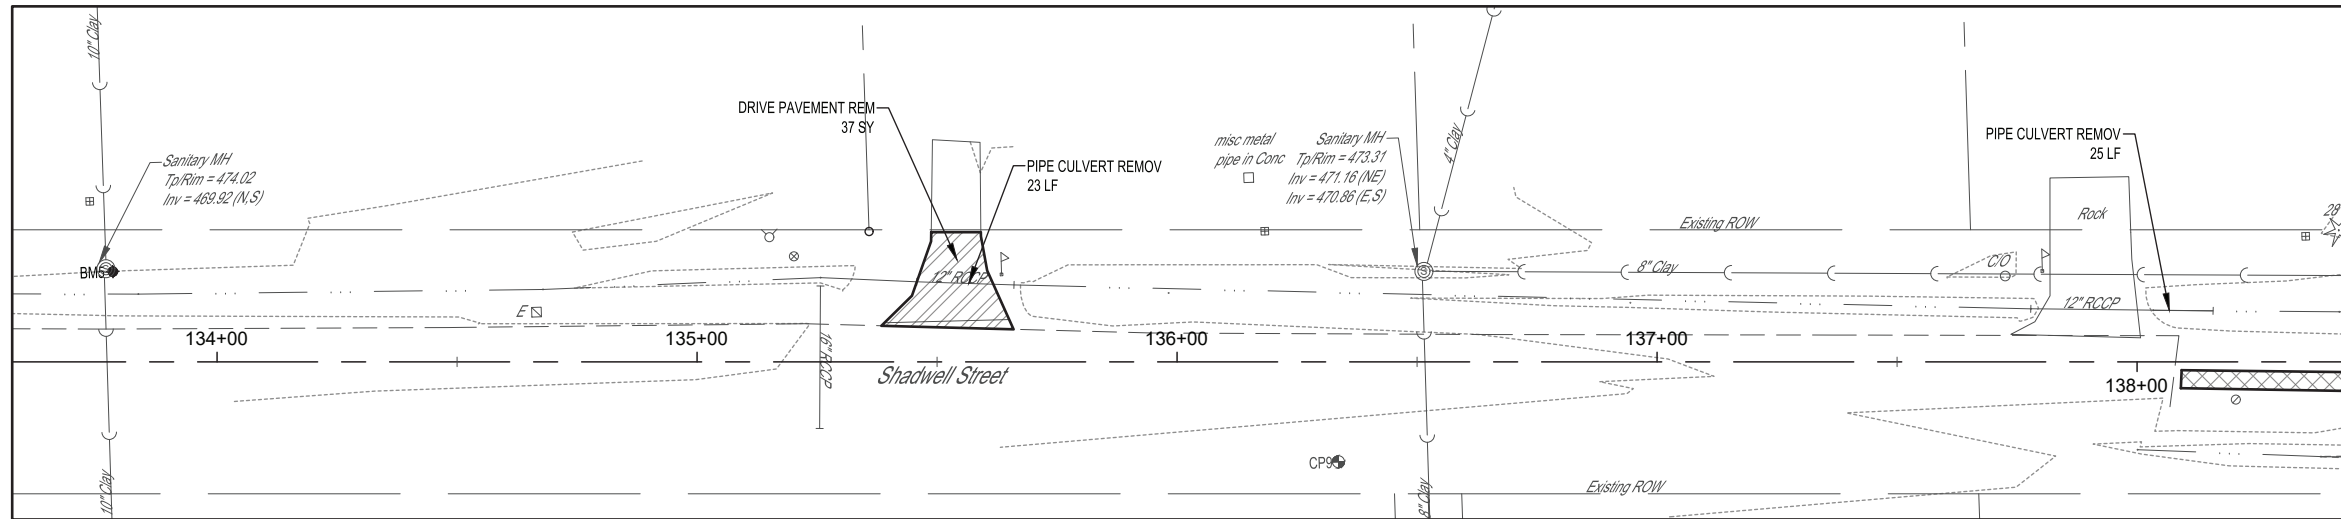 10" Clay
Sanitary MH
Tp/Rim = 474.02
Inv = 469.92 (N,S)
BM5
10" Clay
E
134+00
135+00
16" RCCP
DRIVE PAVEMENT REM
37 SY
PIPE CULVERT REMOV
23 LF
12" RCCP
Shadwell Street
136+00
misc metal
pipe in Conc
Sanitary MH
Tp/Rim = 473.31
Inv = 471.16 (NE)
Inv = 470.86 (E,S)
4" Clay
S
8" Clay
CP9
8" Clay
Existing ROW
Existing ROW
137+00
C/O
PIPE CULVERT REMOV
25 LF
Rock
12" RCCP
138+00
28"